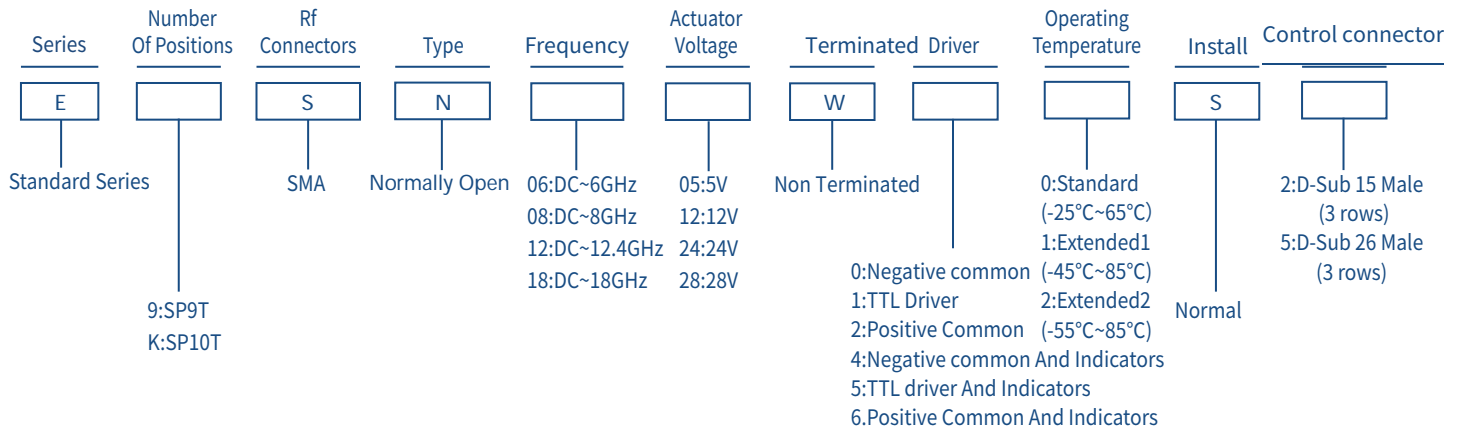 Series
Number
Of Positions
Rf
Connectors
Type
Frequency
Actuator
Voltage
Terminated
Driver
Operating
Temperature
Install
Control connector
E
S
N
W
S
Standard Series
9:SP9T
K:SP10T
SMA
Normally Open
06:DC~6GHz
08:DC~8GHz
12:DC~12.4GHz
18:DC~18GHz
05:5V
12:12V
24:24V
28:28V
Non Terminated
0:Negative common
1:TTL Driver
2:Positive Common
4:Negative common And Indicators
5:TTL driver And Indicators
6.Positive Common And Indicators
0:Standard
(-25°C~65°C)
1:Extended1
(-45°C~85°C)
2:Extended2
(-55°C~85°C)
Normal
2:D-Sub 15 Male
(3 rows)
5:D-Sub 26 Male
(3 rows)